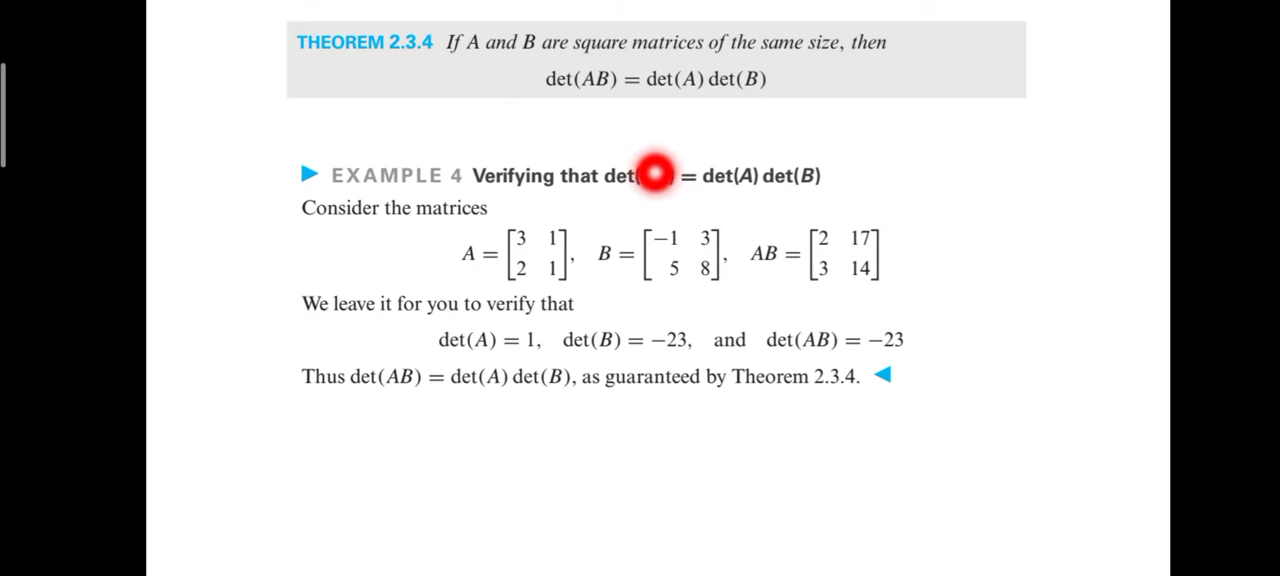 THEOREM 2.3.4 If A and B are square matrices of the same size, then
det(AB) = det(A) det(B)
▶ EXAMPLE 4 Verifying that det( ) = det(A) det(B)
Consider the matrices
A = [3 1; 2 1], B = [−1 3; 5 8], AB = [2 17; 3 14]
We leave it for you to verify that
det(A) = 1, det(B) = −23, and det(AB) = −23
Thus det(AB) = det(A) det(B), as guaranteed by Theorem 2.3.4. ◀